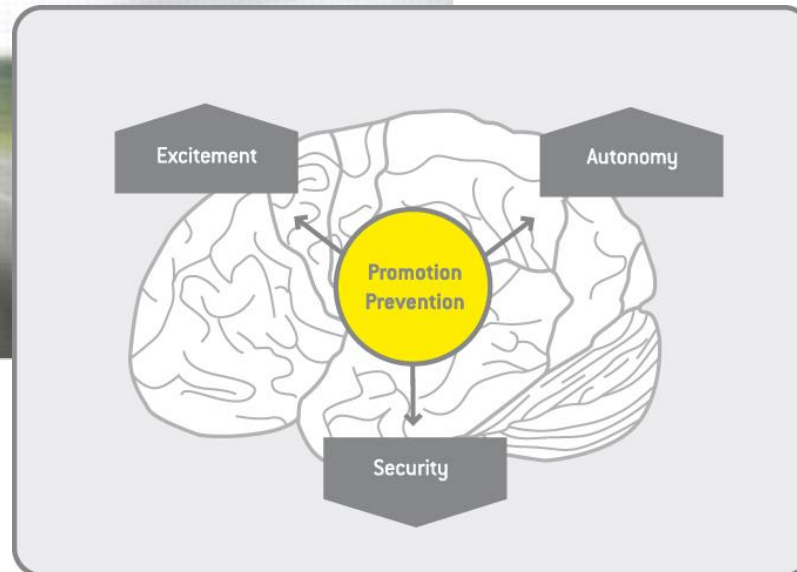 Excitement
Autonomy
Promotion
Prevention
Security